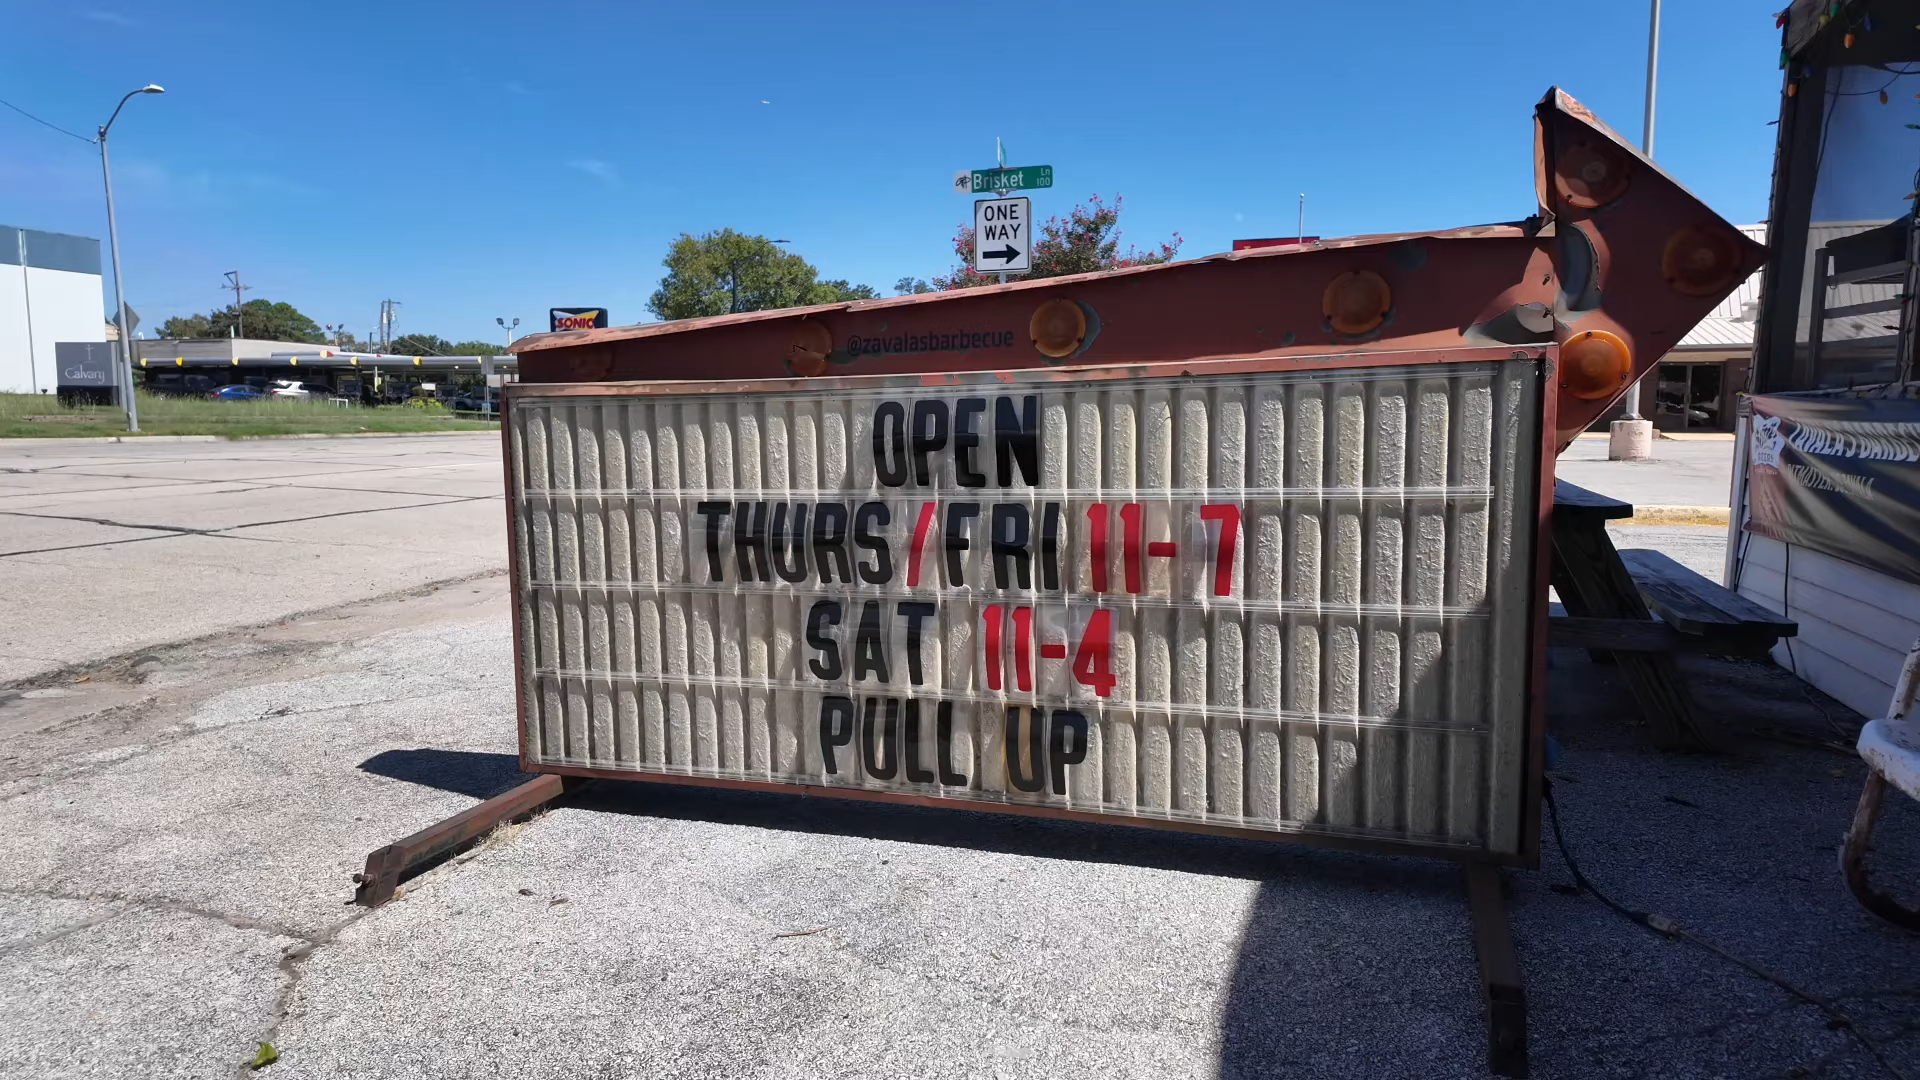 Brisket Ln
100
ONE
WAY
SONIC
@zavalasbarbecue
Calvary
OPEN
THURS/FRI 11-7
SAT 11-4
PULL UP